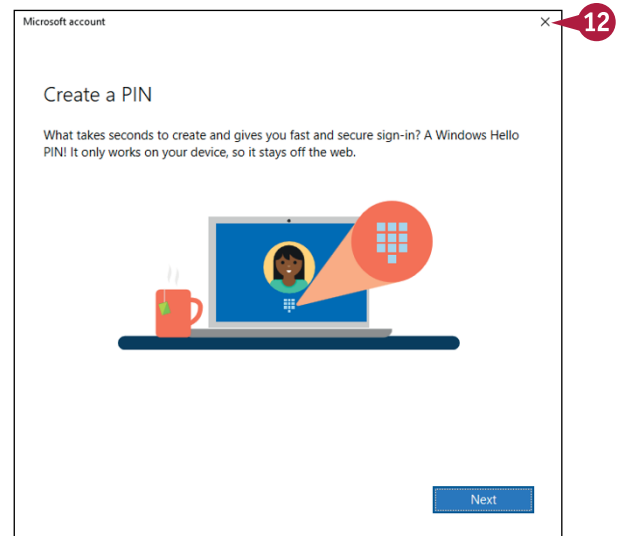 Microsoft account
12
Create a PIN
What takes seconds to create and gives you fast and secure sign-in? A Windows Hello
PIN! It only works on your device, so it stays off the web.
Next